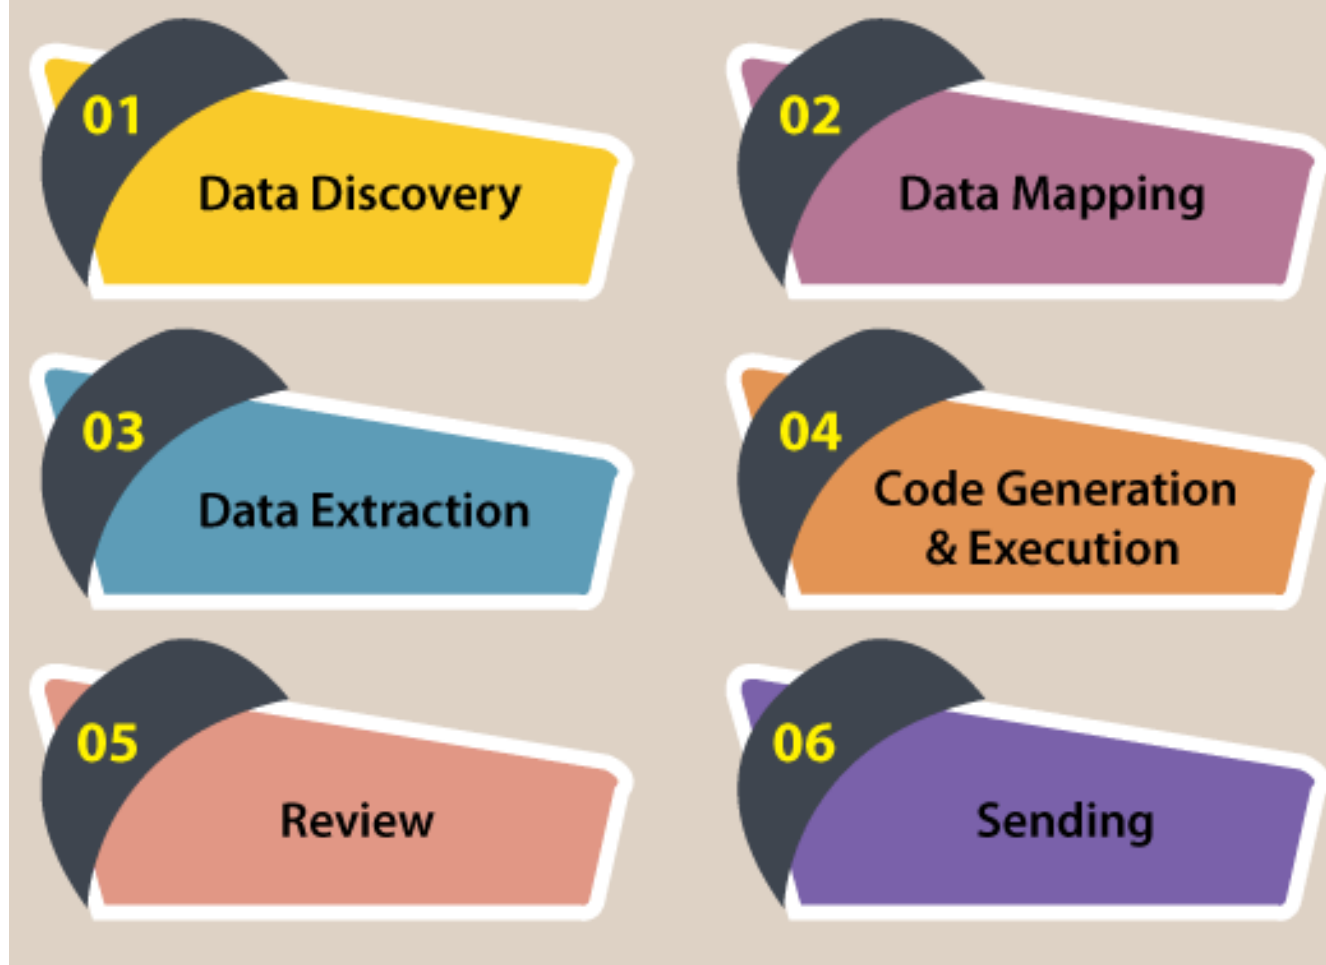 01
Data Discovery
02
Data Mapping
03
Data Extraction
04
Code Generation
& Execution
05
Review
06
Sending